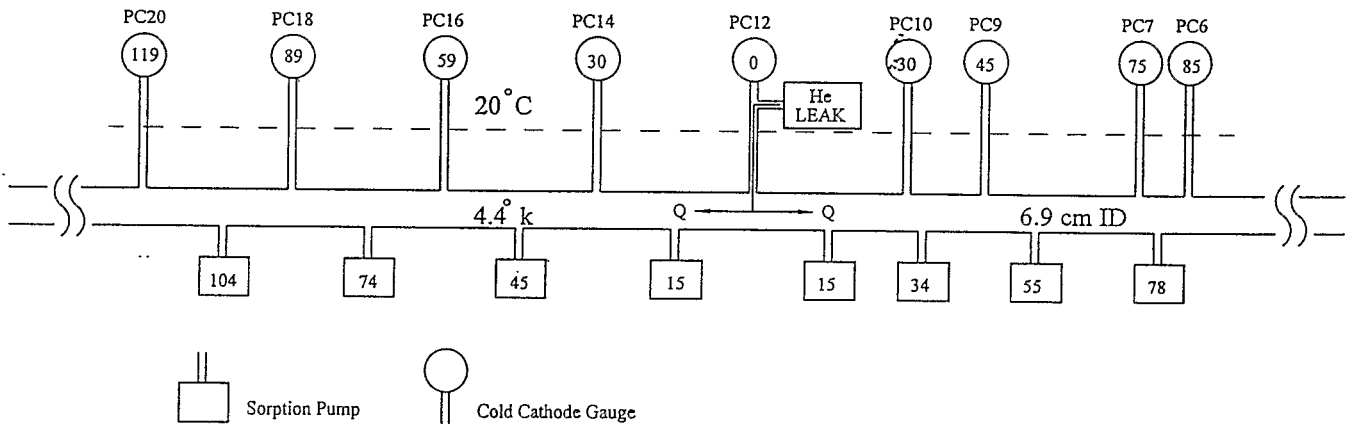 PC20 PC18 PC16 PC14 PC12 PC10 PC9 PC7 PC6
119 89 59 30 0 30 45 75 85
He
LEAK
20°C
4.4° k
Q Q
6.9 cm ID
104 74 45 15 15 34 55 78
Sorption Pump
Cold Cathode Gauge